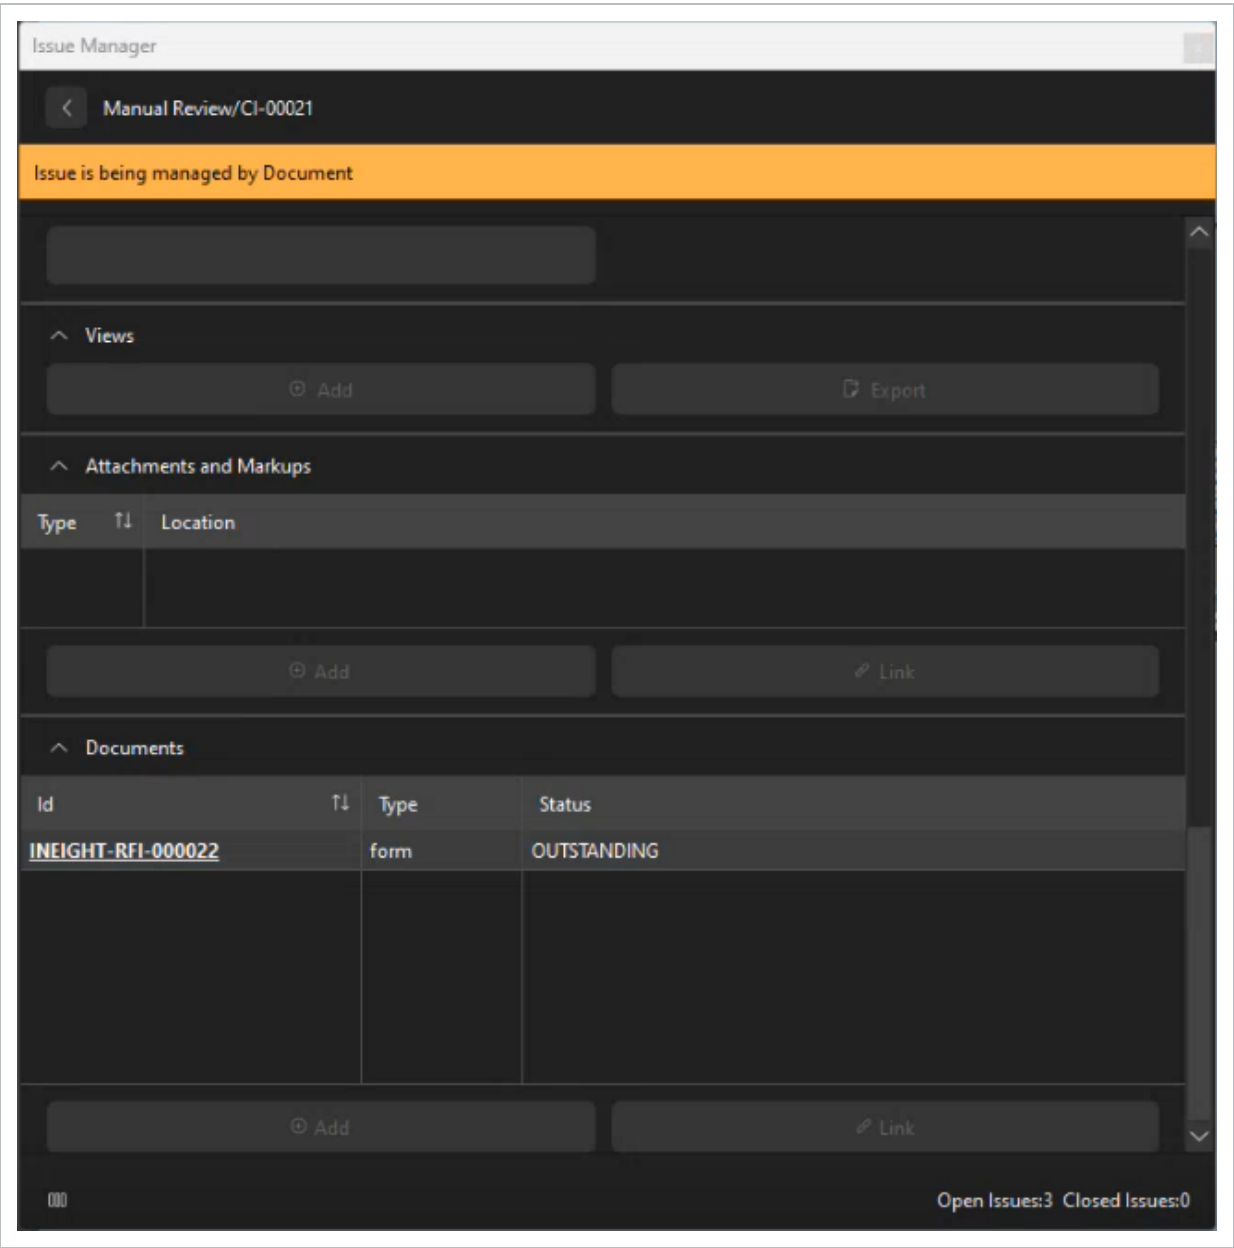 Issue Manager
Manual Review/CI-00021
Issue is being managed by Document
Views
Add Export
Attachments and Markups
Type Location
Add Link
Documents
Id Type Status
INEIGHT-RFI-000022 form OUTSTANDING
Add Link
Open Issues:3 Closed Issues:0